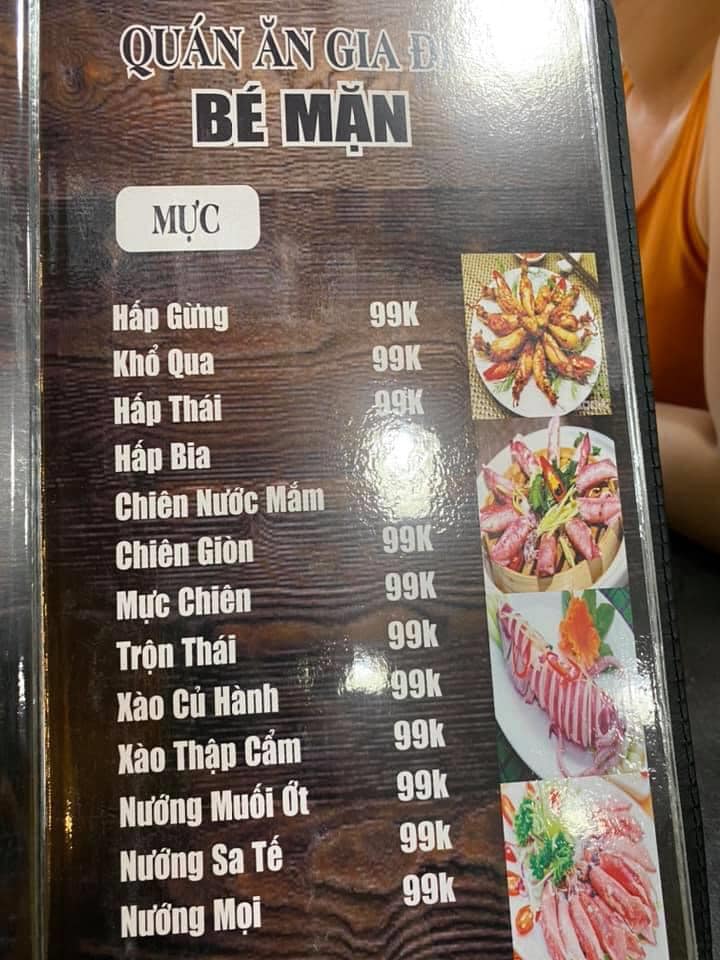 QUÁN ĂN GIA
BÉ MẶN
MỰC
Hấp Gừng 99K
Khổ Qua 99K
Hấp Thái 99K
Hấp Bia
Chiên Nước Mắm
Chiên Giòn 99K
Mực Chiên 99K
Trộn Thái 99k
Xào Củ Hành 99k
Xào Thập Cẩm 99k
Nướng Muối Ớt 99k
Nướng Sa Tế 99k
Nướng Mọi 99k